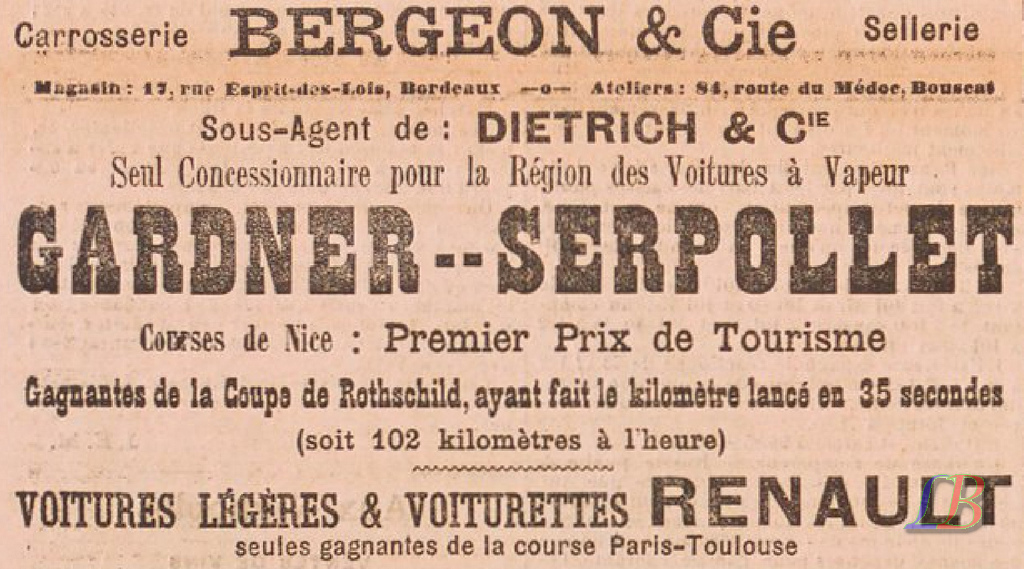 Carrosserie BERGEON & Cie Sellerie
Magasin : 17, rue Esprit-des-Lois, Bordeaux —o— Ateliers : 84, route du Médoc, Bouscat
Sous-Agent de : DIETRICH & CIE
Seul Concessionnaire pour la Région des Voitures à Vapeur
GARDNER--SERPOLLET
Courses de Nice : Premier Prix de Tourisme
Gagnantes de la Coupe de Rothschild, ayant fait le kilomètre lancé en 35 secondes
(soit 102 kilomètres à l'heure)
VOITURES LÉGÈRES & VOITURETTES RENAULT
seules gagnantes de la course Paris-Toulouse
LB